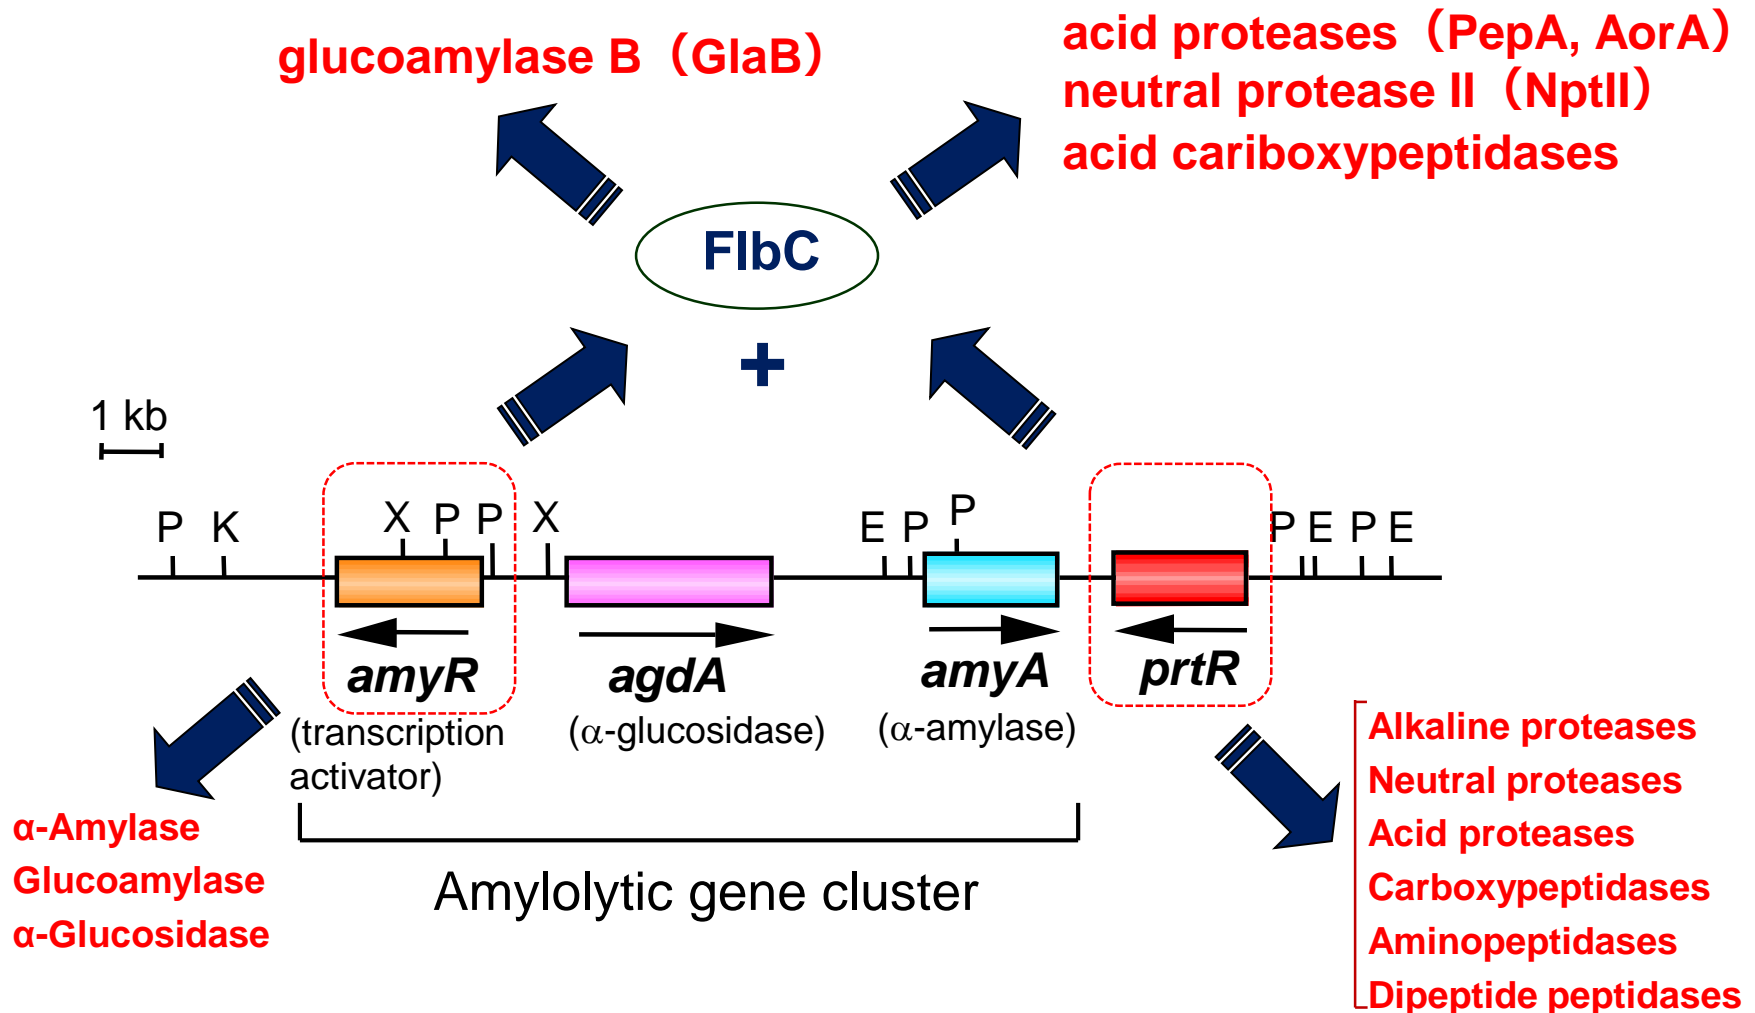 glucoamylase B（GlaB）
acid proteases（PepA, AorA）
neutral protease II（NptII）
acid cariboxypeptidases
FlbC
+
1 kb
P K X P P X E P P P E P E
amyR agdA amyA prtR
(transcription
activator)
(α-glucosidase)
(α-amylase)
α-Amylase
Glucoamylase
α-Glucosidase
Amylolytic gene cluster
Alkaline proteases
Neutral proteases
Acid proteases
Carboxypeptidases
Aminopeptidases
Dipeptide peptidases